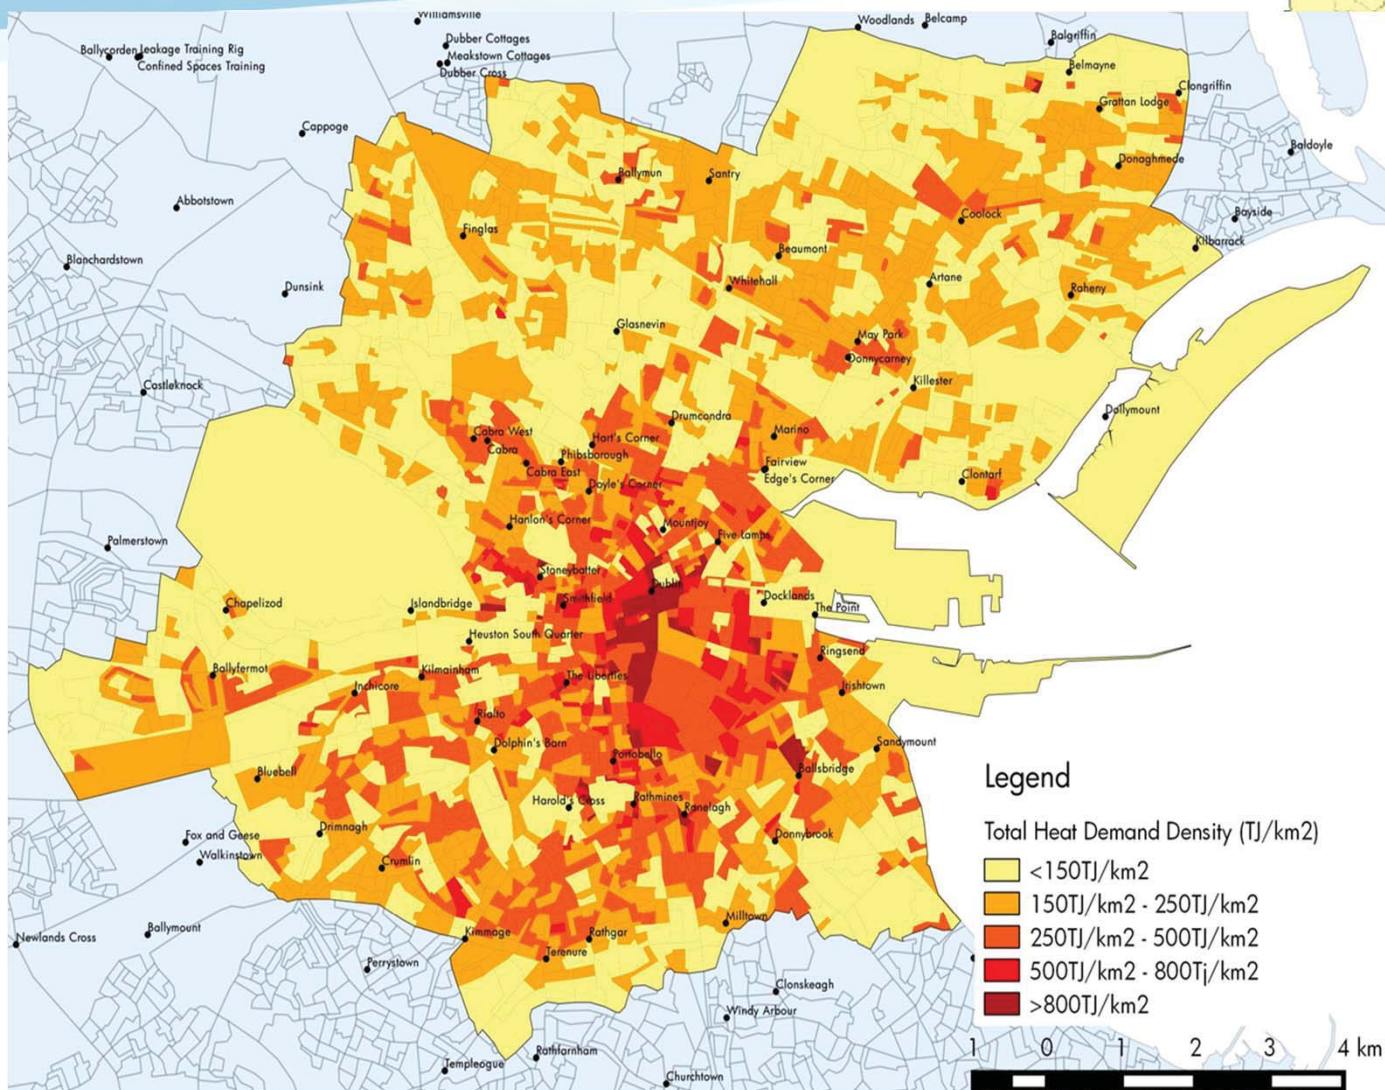 Williamsville
Woodlands
Belcamp
Dubber Cottages
Balgriffin
Ballycorden
Leakage Training Rig
Meakstown Cottages
Confined Spaces Training
Dubber Cross
Belmayne
Clongriffin
Grattan Lodge
Cappoge
Baldoyle
Donaghmede
Ballymun
Santry
Abbotstown
Coolock
Bayside
Finglas
Kilbarrack
Beaumont
Blanchardstown
Whitehall
Artane
Dunsink
Raheny
Glasnevin
May Park
Donnycarney
Killester
Castleknock
Dollymount
Drumcondra
Cabra West
Hart's Corner
Marino
Cabra
Phibsborough
Fairview
Cabra East
Edge's Corner
Clontarf
Doyle's Corner
Hanlon's Corner
Mountjoy
Palmerstown
Five Lamps
Stoneybatter
Dublin
Chapelizod
Islandbridge
Smithfield
Docklands
The Point
Heuston South Quarter
Ringsend
Ballyfermot
Kilmainham
The Liberties
Inchicore
Irishtown
Rialto
Dolphin's Barn
Sandymount
Portobello
Bluebell
Ballsbridge
Harold's Cross
Rathmines
Ranelagh
Drimnagh
Donnybrook
Fox and Geese
Walkinstown
Crumlin
Milltown
Ballymount
Newlands Cross
Kimmage
Rathgar
Terenure
Perrystown
Clonskeagh
Windy Arbour
Rathfarnham
Templeogue
Churchtown
Legend
Total Heat Demand Density (TJ/km2)
<150TJ/km2
150TJ/km2 - 250TJ/km2
250TJ/km2 - 500TJ/km2
500TJ/km2 - 800Tj/km2
>800TJ/km2
1 0 1 2 3 4 km